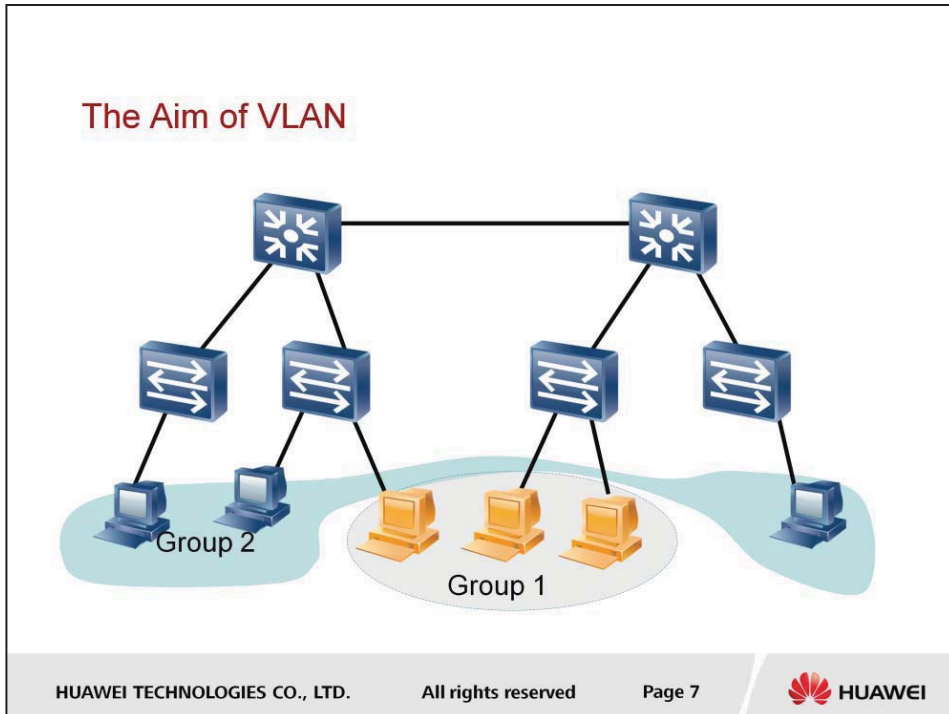 The Aim of VLAN
Group 2
Group 1
HUAWEI TECHNOLOGIES CO., LTD. All rights reserved Page 7 HUAWEI